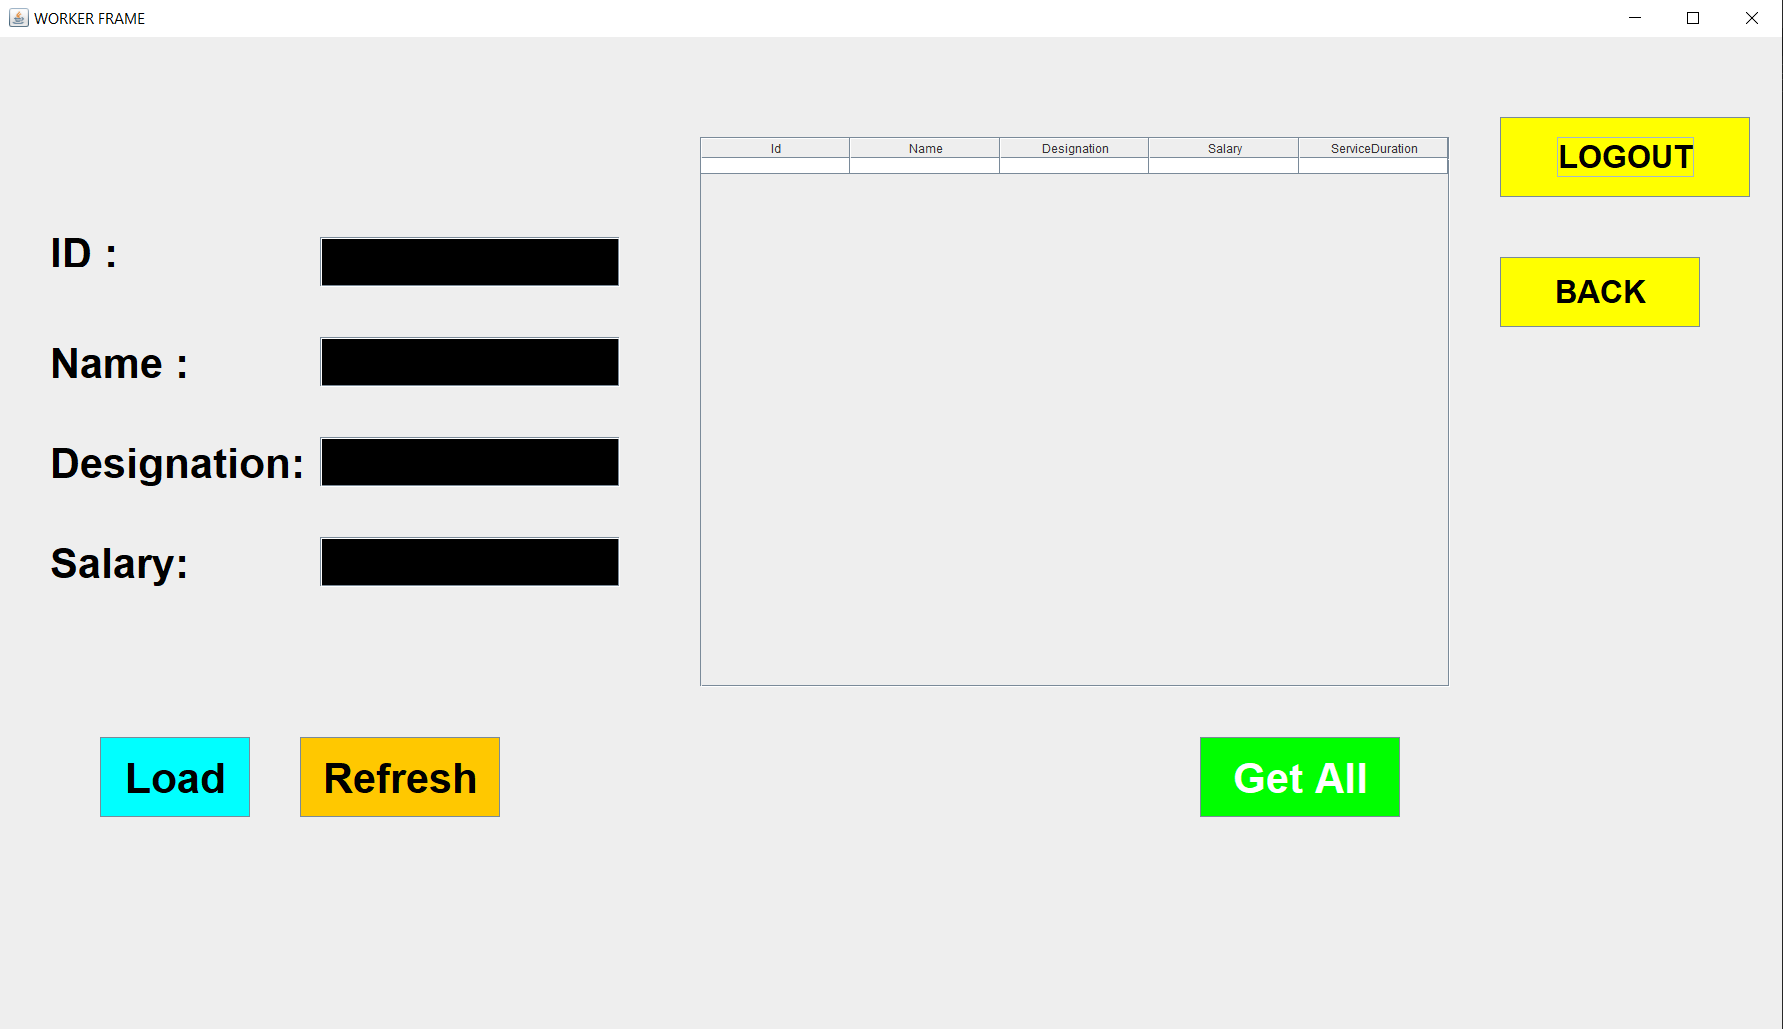 WORKER FRAME
LOGOUT
BACK
Id Name Designation Salary ServiceDuration
ID :
Name :
Designation:
Salary:
Load Refresh Get All